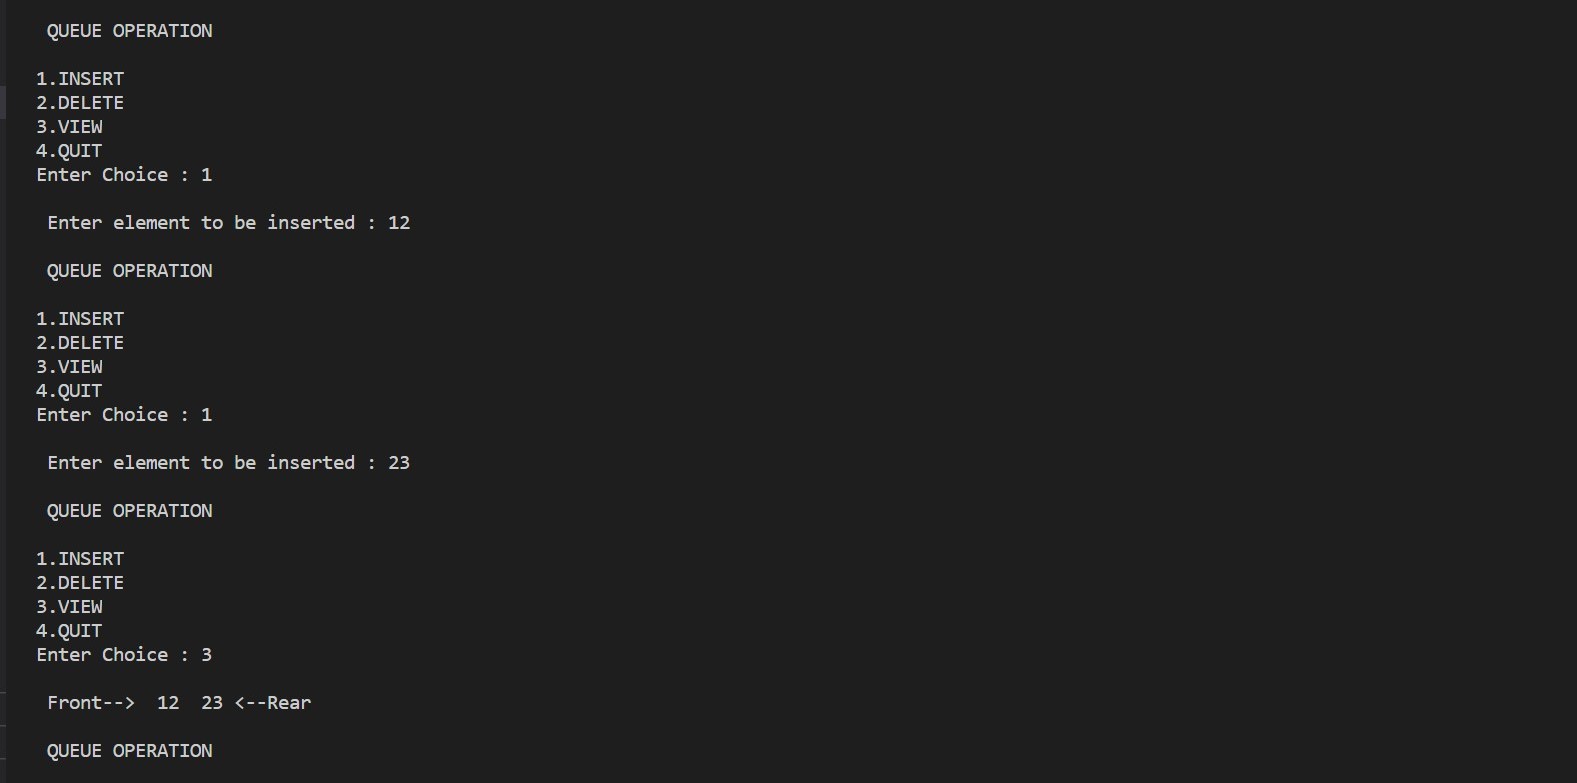 QUEUE OPERATION
1.INSERT
2.DELETE
3.VIEW
4.QUIT
Enter Choice : 1
Enter element to be inserted : 12
QUEUE OPERATION
1.INSERT
2.DELETE
3.VIEW
4.QUIT
Enter Choice : 1
Enter element to be inserted : 23
QUEUE OPERATION
1.INSERT
2.DELETE
3.VIEW
4.QUIT
Enter Choice : 3
Front-->  12  23 <--Rear
QUEUE OPERATION